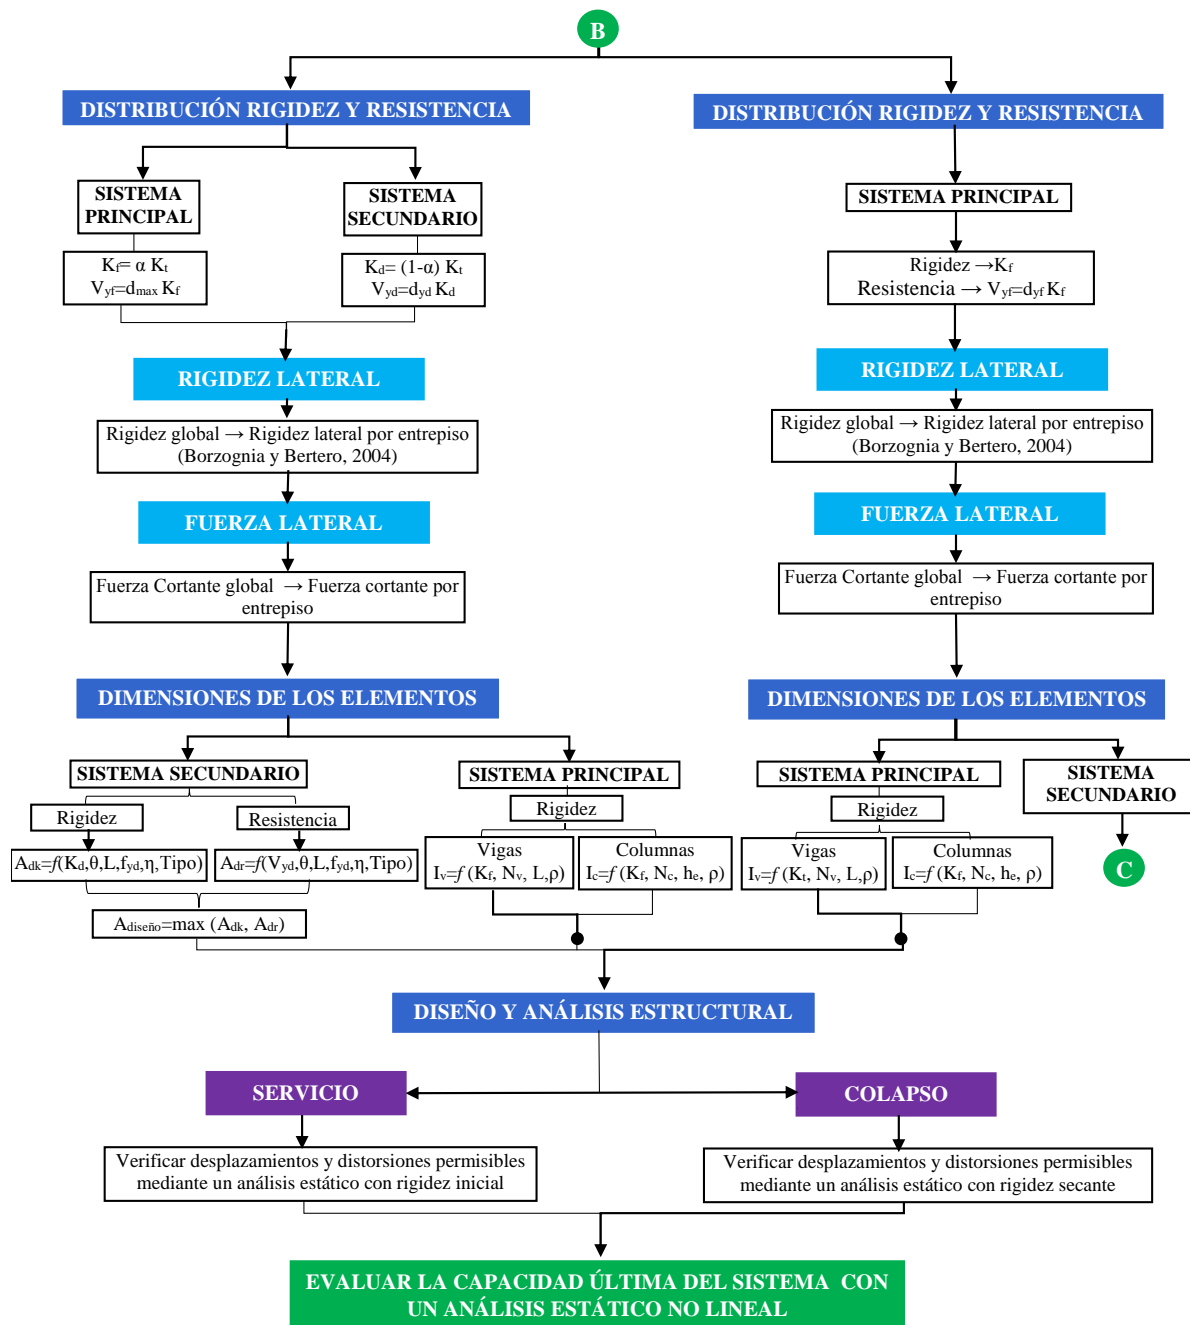 B
DISTRIBUCIÓN RIGIDEZ Y RESISTENCIA
SISTEMA
PRINCIPAL
SISTEMA
SECUNDARIO
Kf= α Kt
Vyf=dmax Kf
Kd= (1-α) Kt
Vyd=dyd Kd
RIGIDEZ LATERAL
Rigidez global → Rigidez lateral por entrepiso
(Borzognia y Bertero, 2004)
FUERZA LATERAL
Fuerza Cortante global → Fuerza cortante por
entrepiso
DIMENSIONES DE LOS ELEMENTOS
SISTEMA SECUNDARIO
Rigidez
Resistencia
Adk=f(Kd,θ,L,fyd,η,Tipo)
Adr=f(Vyd,θ,L,fyd,η,Tipo)
Adiseño=max (Adk, Adr)
SISTEMA PRINCIPAL
Rigidez
Vigas
Iv=f (Kf, Nv, L,ρ)
Columnas
Ic=f (Kf, Nc, he, ρ)
DISTRIBUCIÓN RIGIDEZ Y RESISTENCIA
SISTEMA PRINCIPAL
Rigidez →Kf
Resistencia → Vyf=dyf Kf
RIGIDEZ LATERAL
Rigidez global → Rigidez lateral por entrepiso
(Borzognia y Bertero, 2004)
FUERZA LATERAL
Fuerza Cortante global → Fuerza cortante por
entrepiso
DIMENSIONES DE LOS ELEMENTOS
SISTEMA PRINCIPAL
Rigidez
Vigas
Iv=f (Kt, Nv, L,ρ)
Columnas
Ic=f (Kf, Nc, he, ρ)
SISTEMA
SECUNDARIO
C
DISEÑO Y ANÁLISIS ESTRUCTURAL
SERVICIO
Verificar desplazamientos y distorsiones permisibles
mediante un análisis estático con rigidez inicial
COLAPSO
Verificar desplazamientos y distorsiones permisibles
mediante un análisis estático con rigidez secante
EVALUAR LA CAPACIDAD ÚLTIMA DEL SISTEMA CON
UN ANÁLISIS ESTÁTICO NO LINEAL